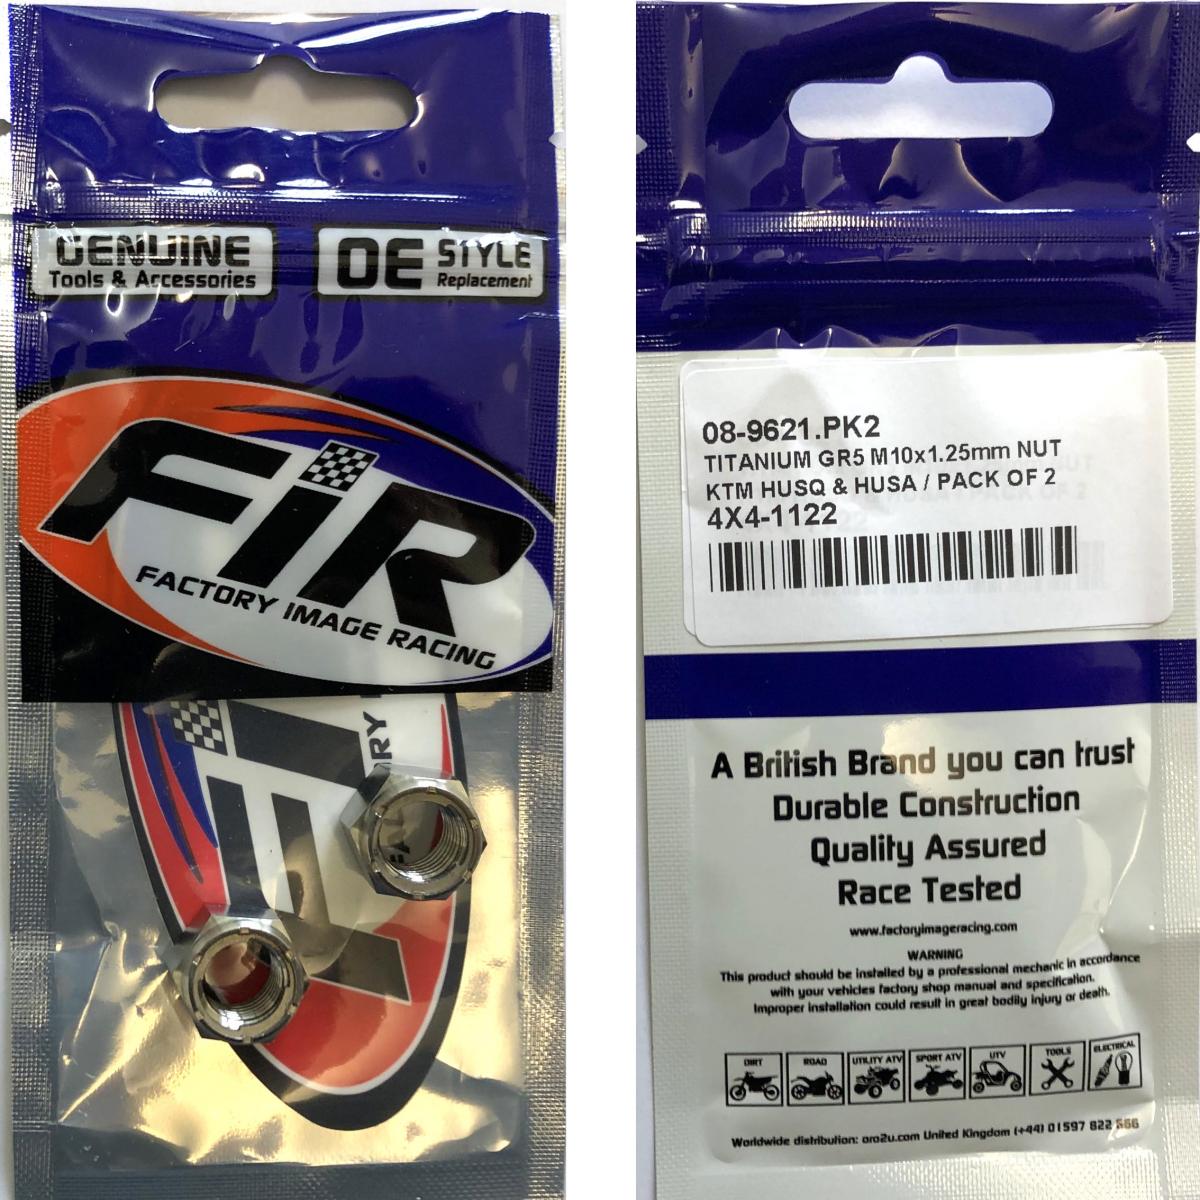 GENUINE
Tools & Accessories
OE STYLE
Replacement
FiR
FACTORY IMAGE RACING
08-9621.PK2
TITANIUM GR5 M10x1.25mm NUT
KTM HUSQ & HUSA / PACK OF 2
4X4-1122
A British Brand you can trust
Durable Construction
Quality Assured
Race Tested
www.factoryimageracing.com
WARNING
This product should be installed by a professional mechanic in accordance
with your vehicles factory shop manual and specification.
Improper installation could result in great bodily injury or death.
DIRT ROAD UTILITY ATV SPORT ATV UTV TOOLS ELECTRICAL
Worldwide distribution: oro2u.com United Kingdom (+44) 01597 822